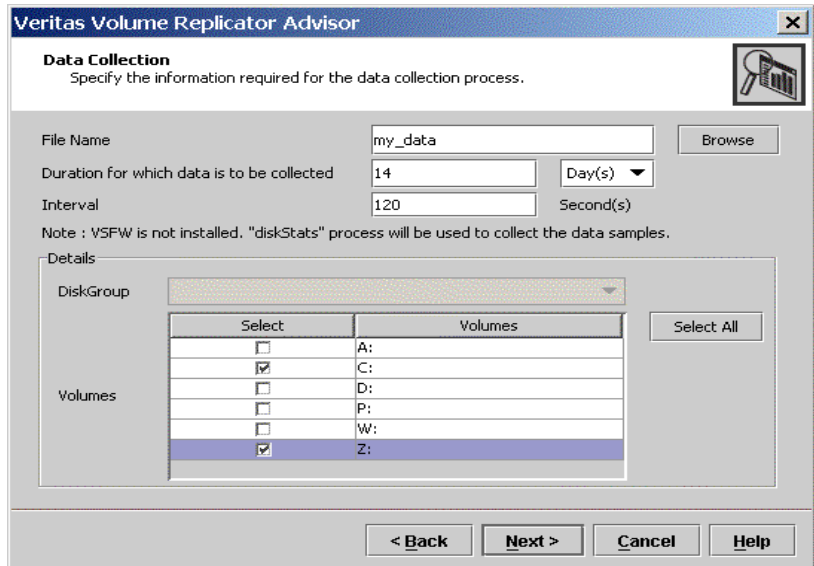 Veritas Volume Replicator Advisor
Data Collection
Specify the information required for the data collection process.
File Name my_data Browse
Duration for which data is to be collected 14 Day(s)
Interval 120 Second(s)
Note : VSFW is not installed. "diskStats" process will be used to collect the data samples.
Details
DiskGroup
Select Volumes Select All
A:
C:
D:
Volumes P:
W:
Z:
< Back Next > Cancel Help